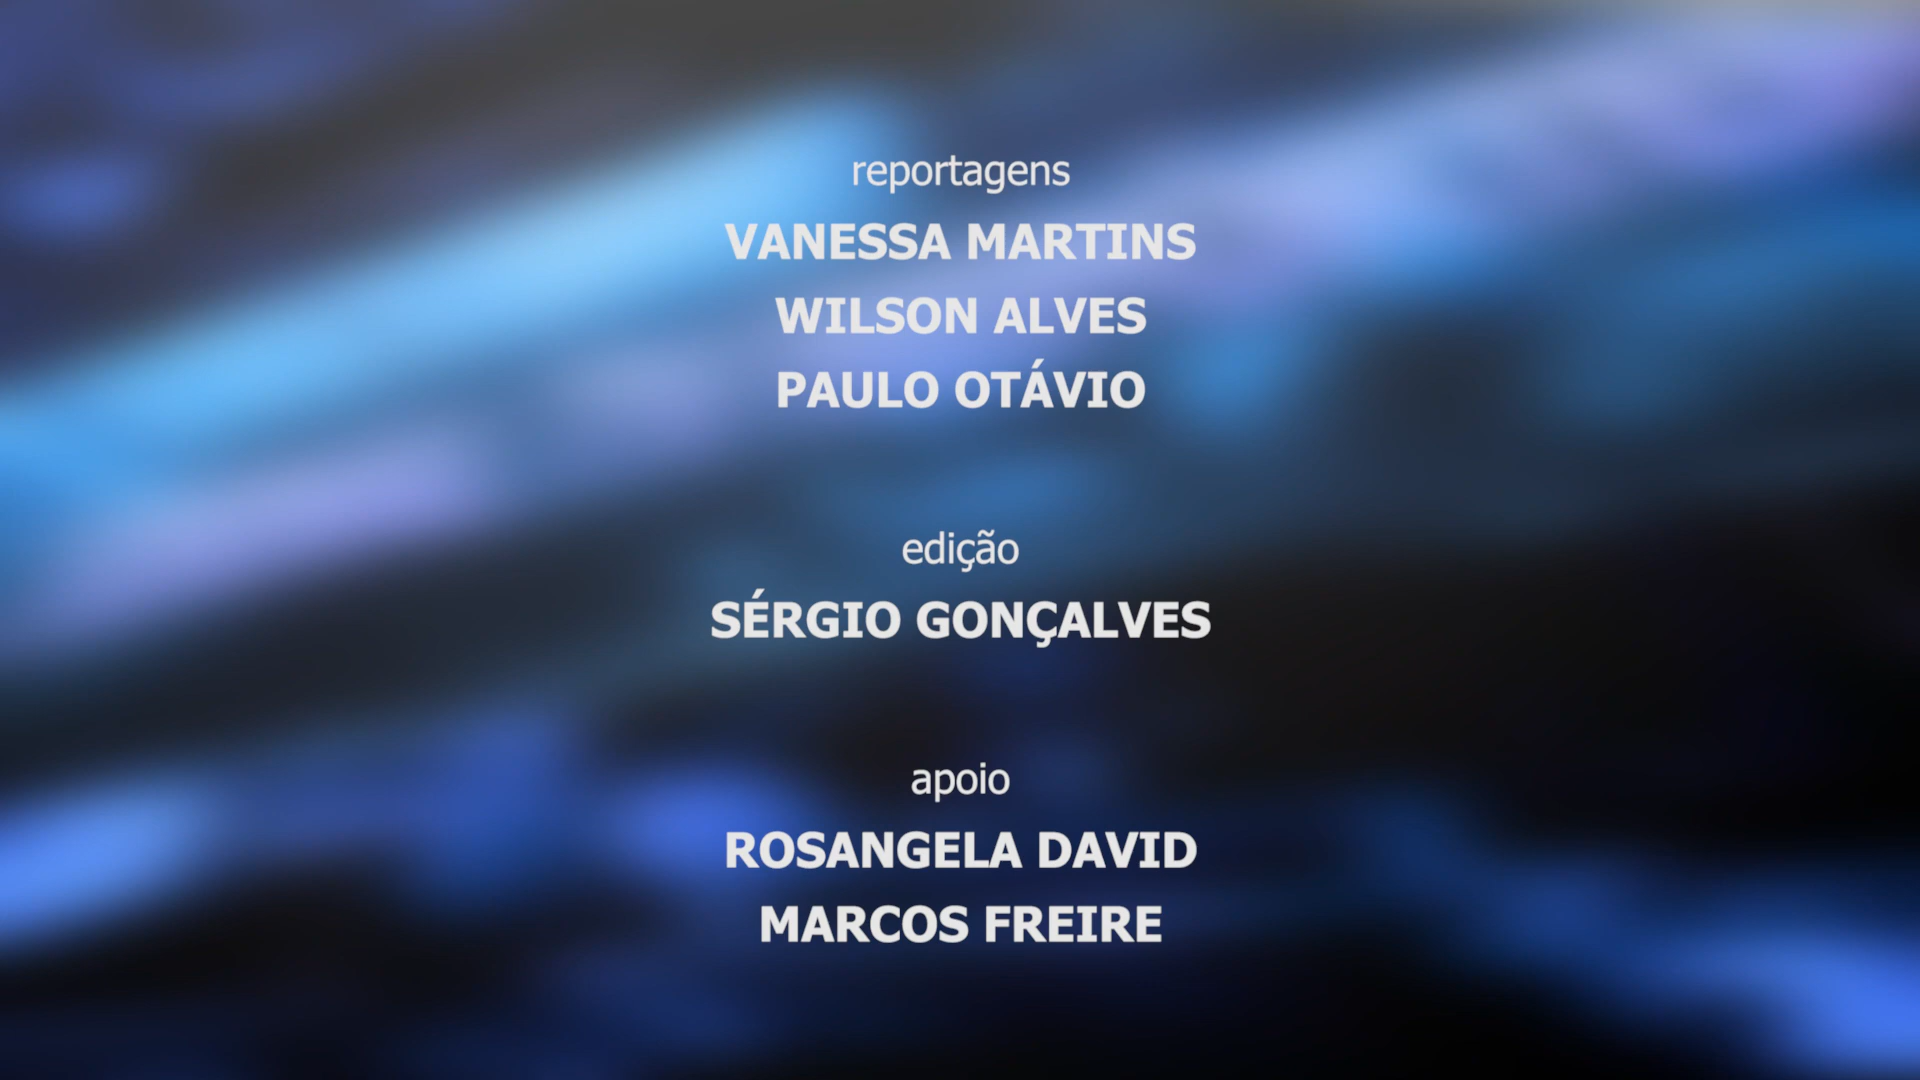 reportagens
VANESSA MARTINS
WILSON ALVES
PAULO OTÁVIO
edição
SÉRGIO GONÇALVES
apoio
ROSANGELA DAVID
MARCOS FREIRE